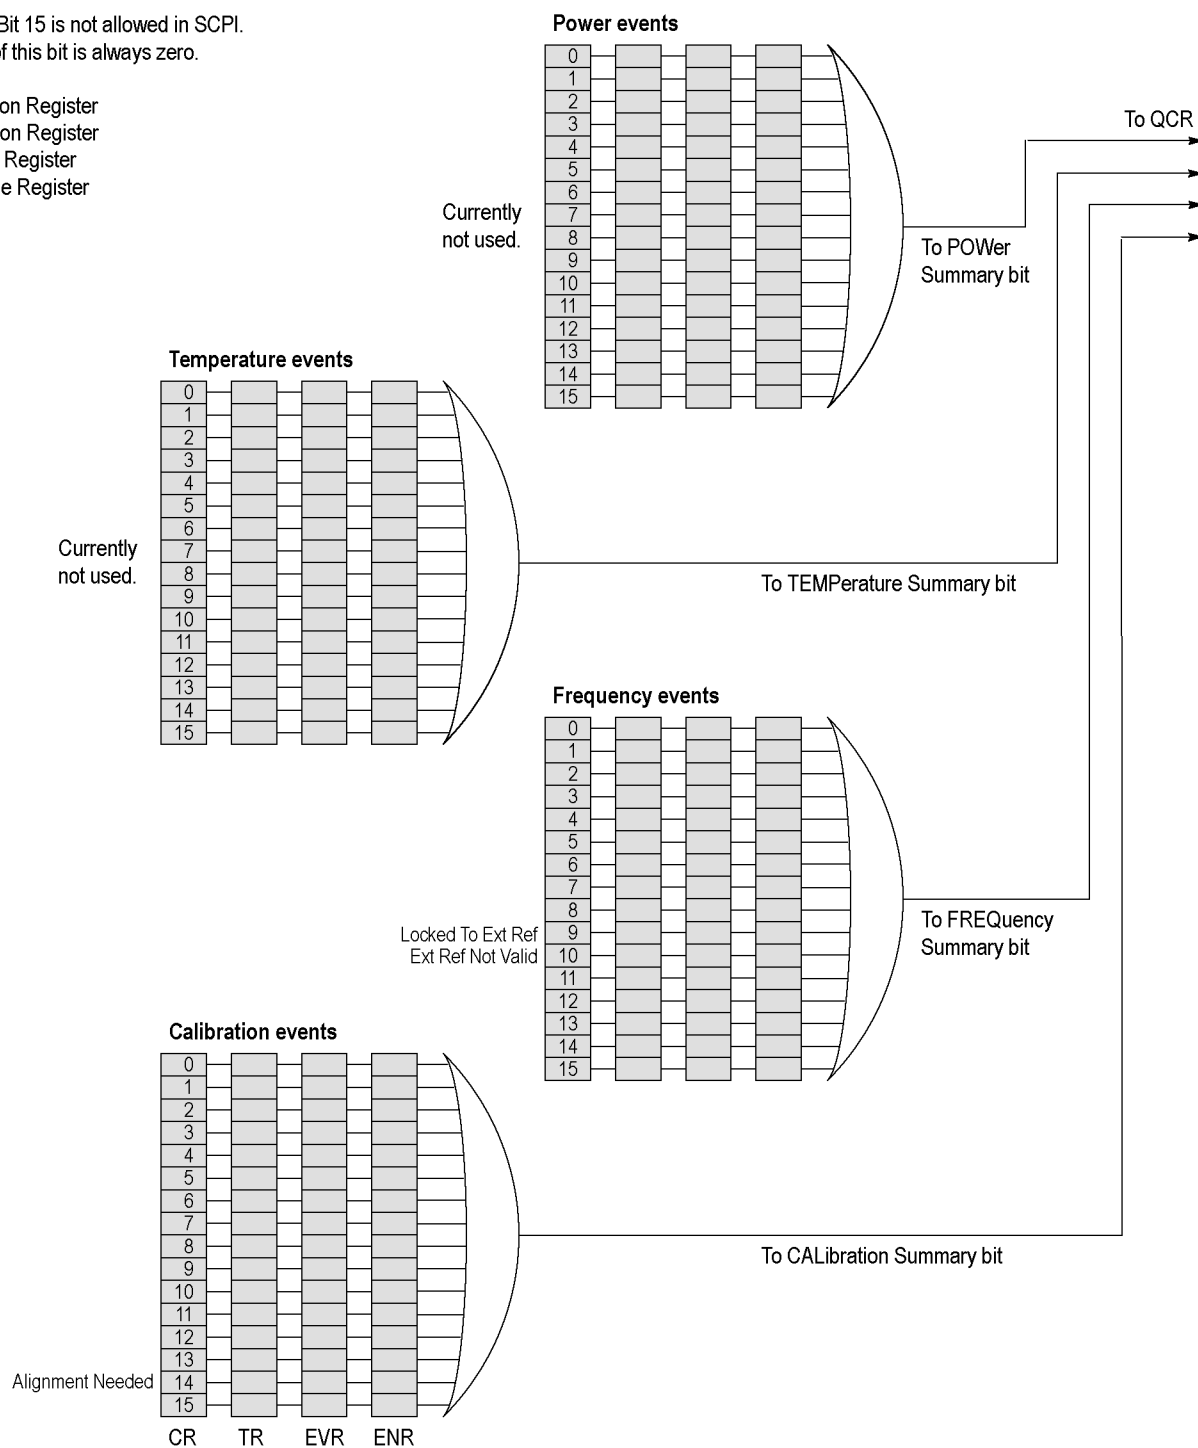 Bit 15 is not allowed in SCPI.
of this bit is always zero.
on Register
on Register
Register
e Register
Power events
0
1
2
3
4
5
6
7
8
9
10
11
12
13
14
15
Currently
not used.
To POWer
Summary bit
To QCR
Temperature events
0
1
2
3
4
5
6
7
8
9
10
11
12
13
14
15
Currently
not used.
To TEMPerature Summary bit
Frequency events
0
1
2
3
4
5
6
7
8
9
10
11
12
13
14
15
Locked To Ext Ref
Ext Ref Not Valid
To FREQuency
Summary bit
Calibration events
0
1
2
3
4
5
6
7
8
9
10
11
12
13
14
15
Alignment Needed
To CALibration Summary bit
CR TR EVR ENR